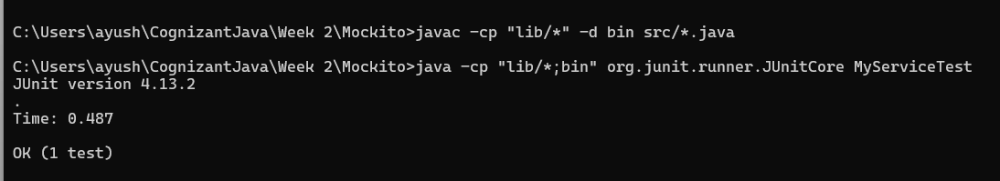 C:\Users\ayush\CognizantJava\Week 2\Mockito>javac -cp "lib/*" -d bin src/*.java
C:\Users\ayush\CognizantJava\Week 2\Mockito>java -cp "lib/*;bin" org.junit.runner.JUnitCore MyServiceTest
JUnit version 4.13.2
.
Time: 0.487
OK (1 test)